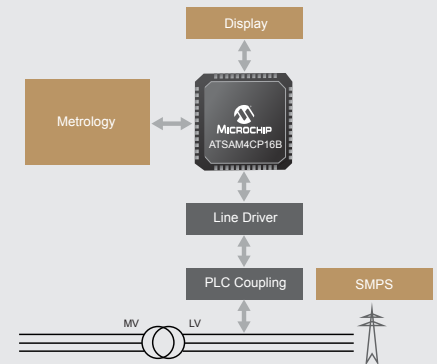 Display
Metrology
MICROCHIP
ATSAM4CP16B
Line Driver
PLC Coupling
SMPS
MV
LV